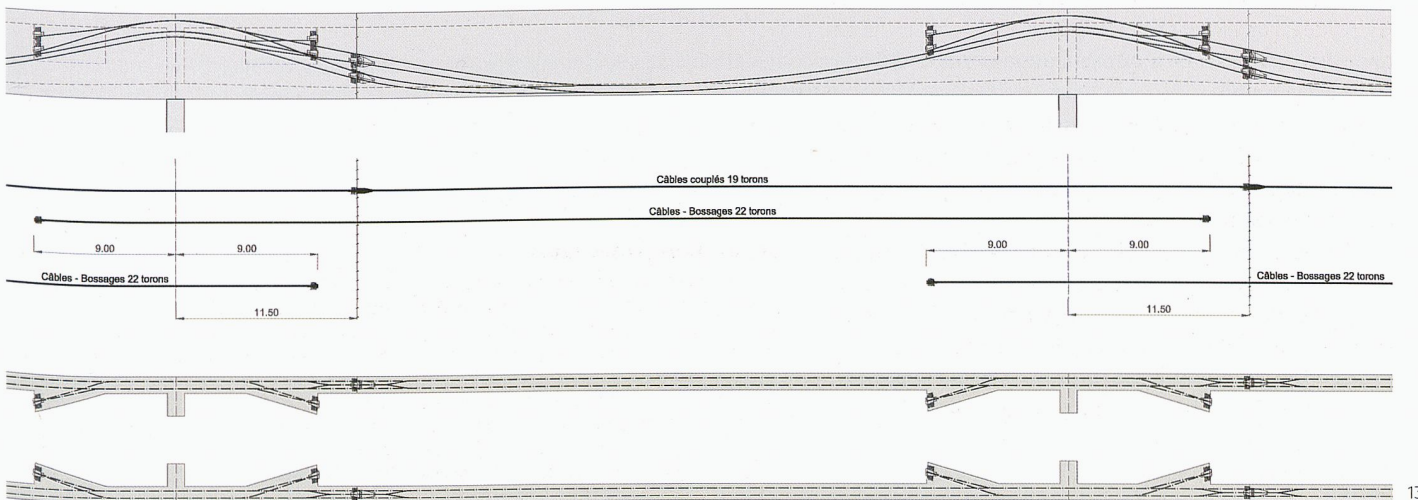 Câbles couplés 19 torons
Câbles - Bossages 22 torons
9.00 9.00 9.00 9.00
Câbles - Bossages 22 torons Câbles - Bossages 22 torons
11.50 11.50